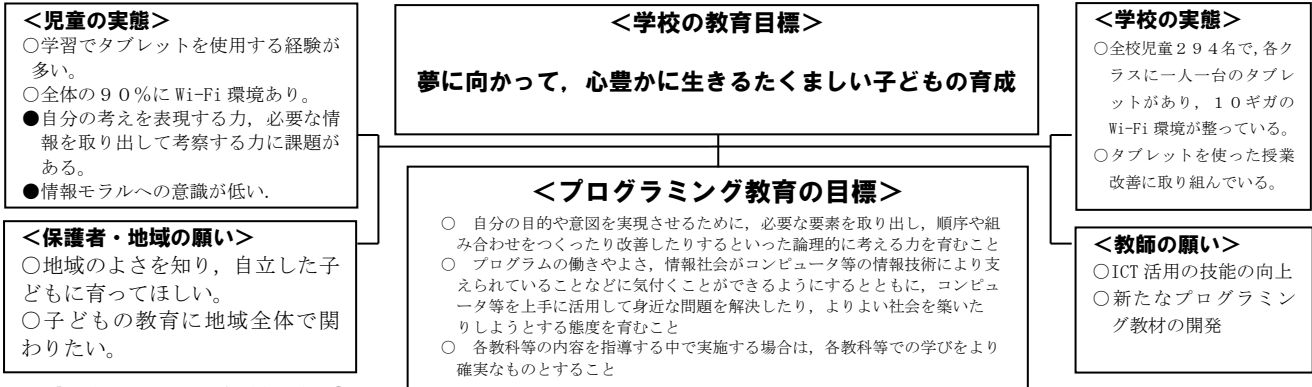 ＜児童の実態＞
○学習でタブレットを使用する経験が
多い。
○全体の９０％に Wi-Fi 環境あり。
●自分の考えを表現する力，必要な情
報を取り出して考察する力に課題が
ある。
●情報モラルへの意識が低い.
＜保護者・地域の願い＞
○地域のよさを知り，自立した子
どもに育ってほしい。
○子どもの教育に地域全体で関
わりたい。
＜学校の教育目標＞
夢に向かって，心豊かに生きるたくましい子どもの育成
＜プログラミング教育の目標＞
○　自分の目的や意図を実現させるために，必要な要素を取り出し，順序や組
み合わせをつくったり改善したりするといった論理的に考える力を育むこと
○　プログラムの働きやよさ，情報社会がコンピュータ等の情報技術により支
えられていることなどに気付くことができるようにするとともに，コンピュ
ータ等を上手に活用して身近な問題を解決したり，よりよい社会を築いた
りしようとする態度を育むこと
○　各教科等の内容を指導する中で実施する場合は，各教科等での学びをより
確実なものとすること
＜学校の実態＞
○全校児童２９４名で,各ク
ラスに一人一台のタブレ
ットがあり，１０ギガの
Wi-Fi 環境が整っている。
○タブレットを使った授業
改善に取り組んでいる。
＜教師の願い＞
○ICT 活用の技能の向上
○新たなプログラミン
グ教材の開発